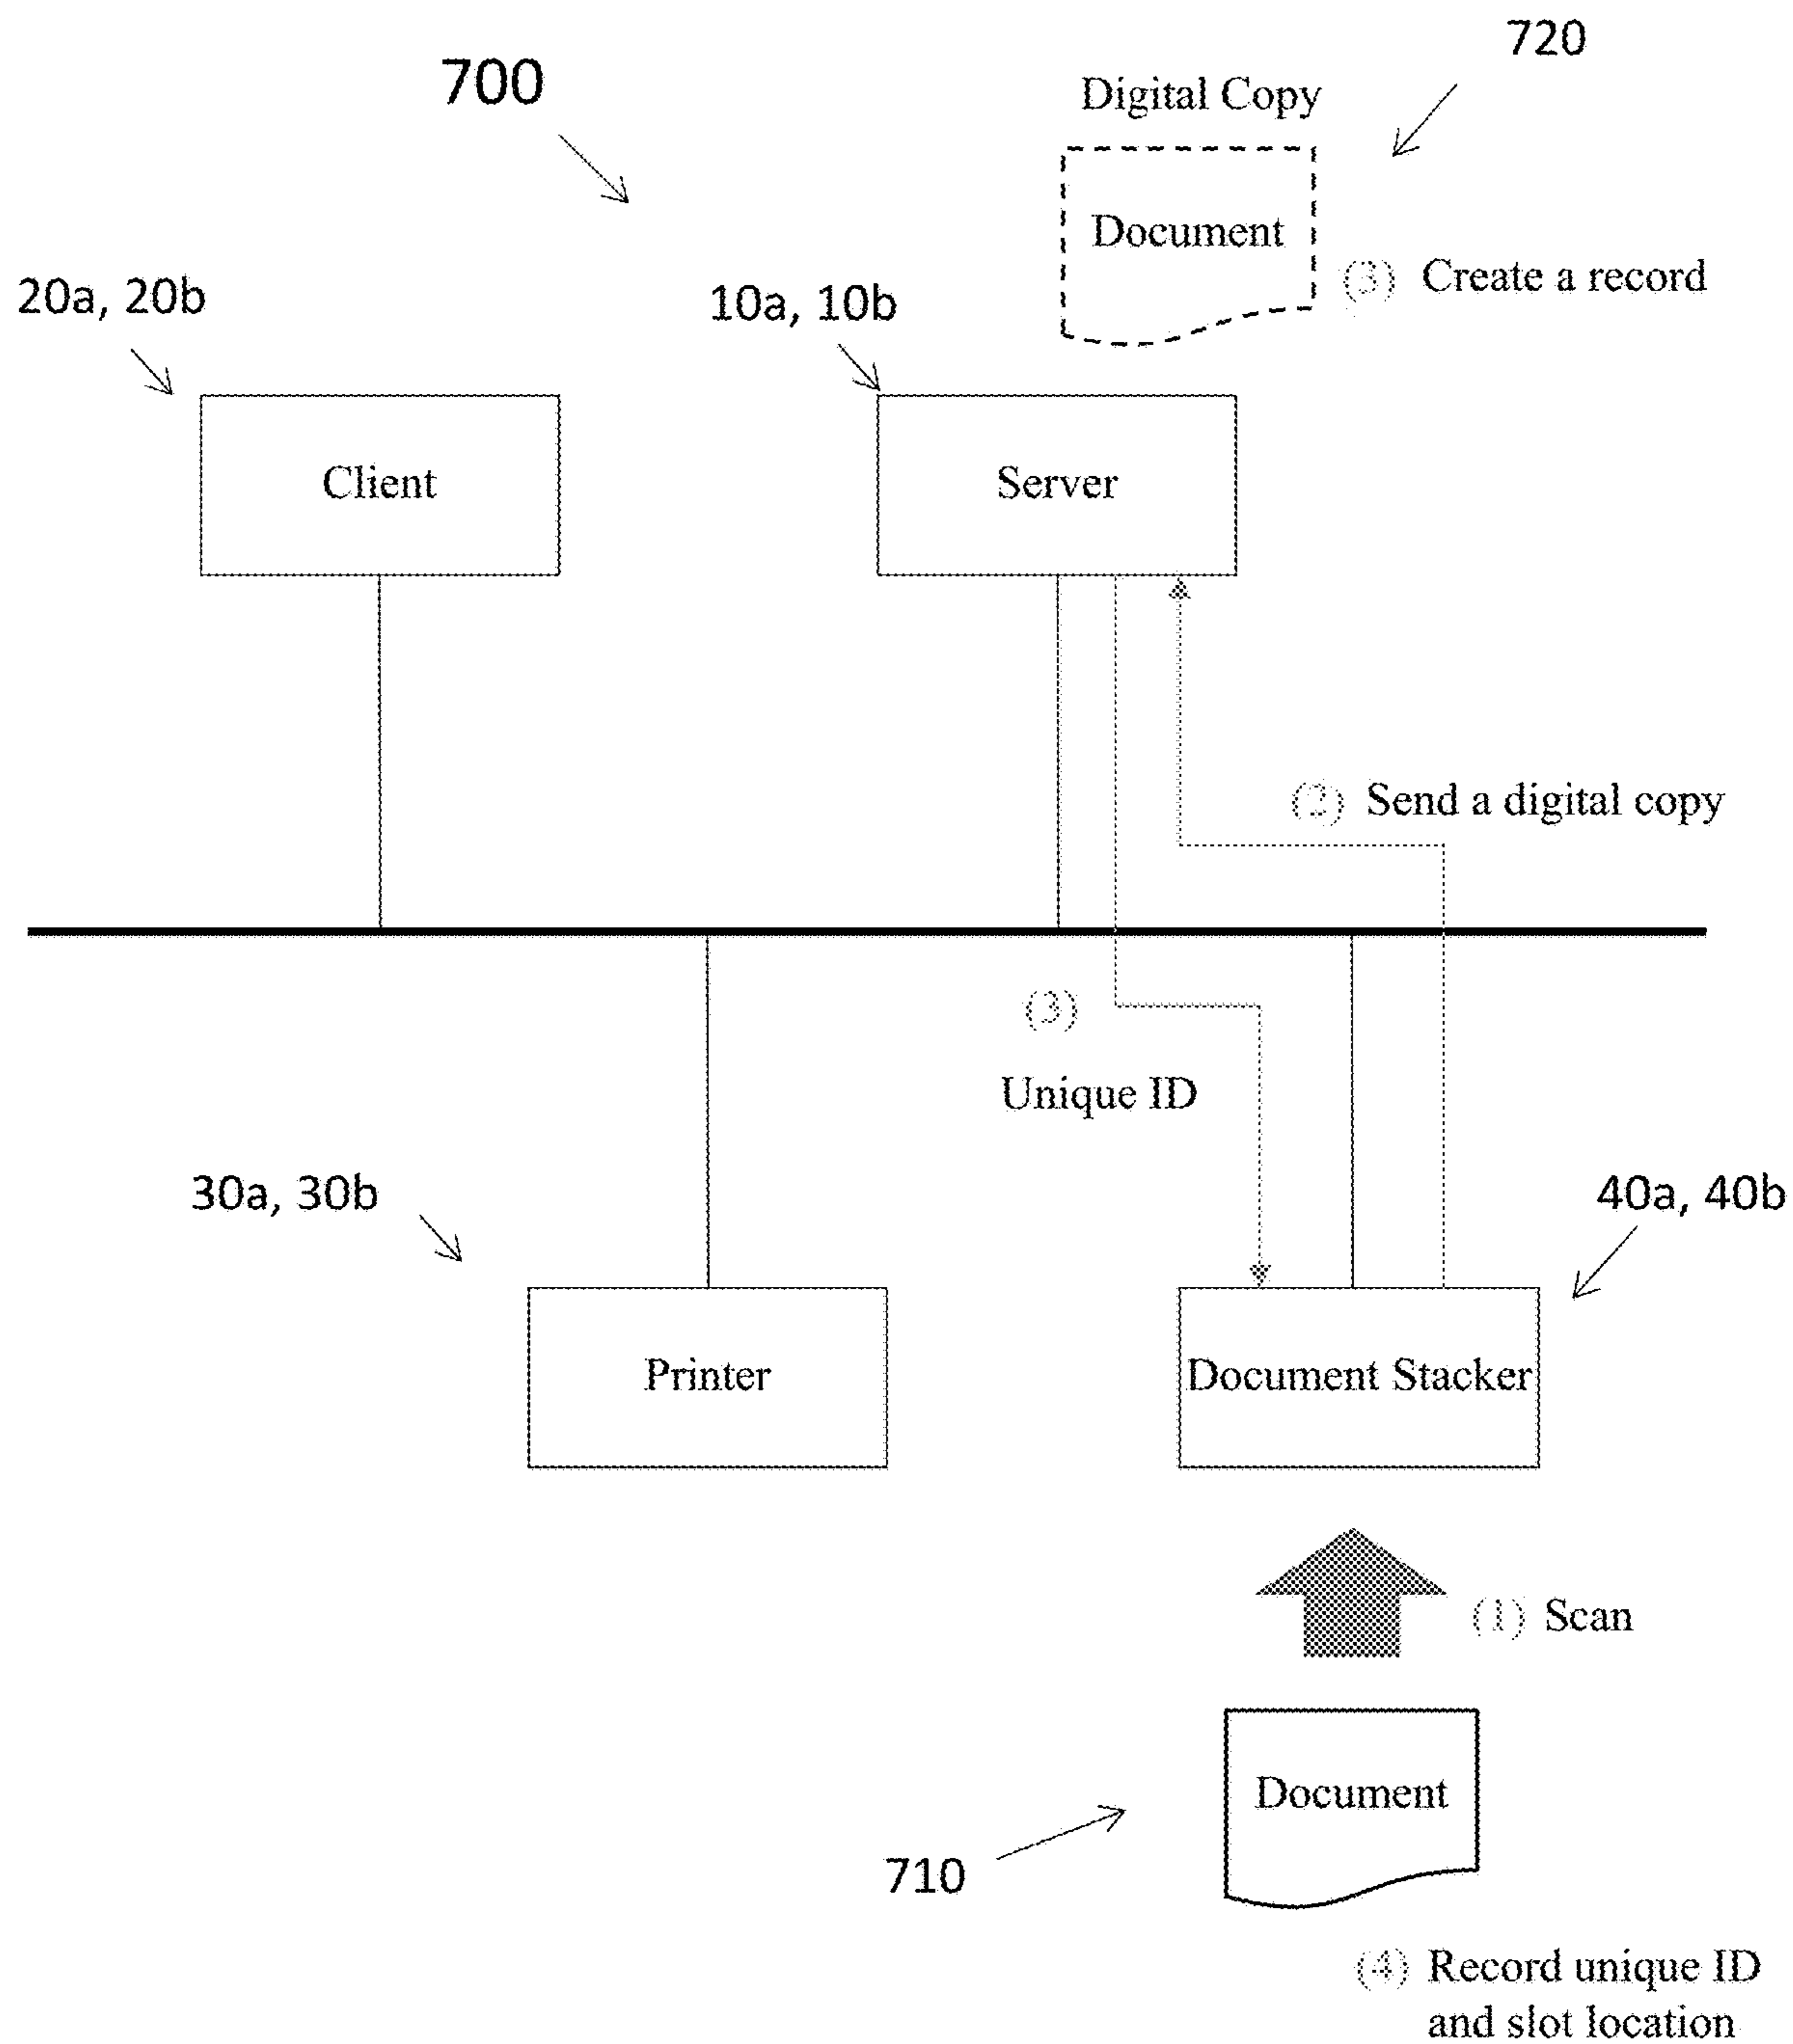 720
700
Digital Copy
Document
(3) Create a record
20a, 20b
10a, 10b
Client
Server
(2) Send a digital copy
(3)
Unique ID
30a, 30b
40a, 40b
Printer
Document Stacker
(1) Scan
Document
710
(4) Record unique ID
and slot location